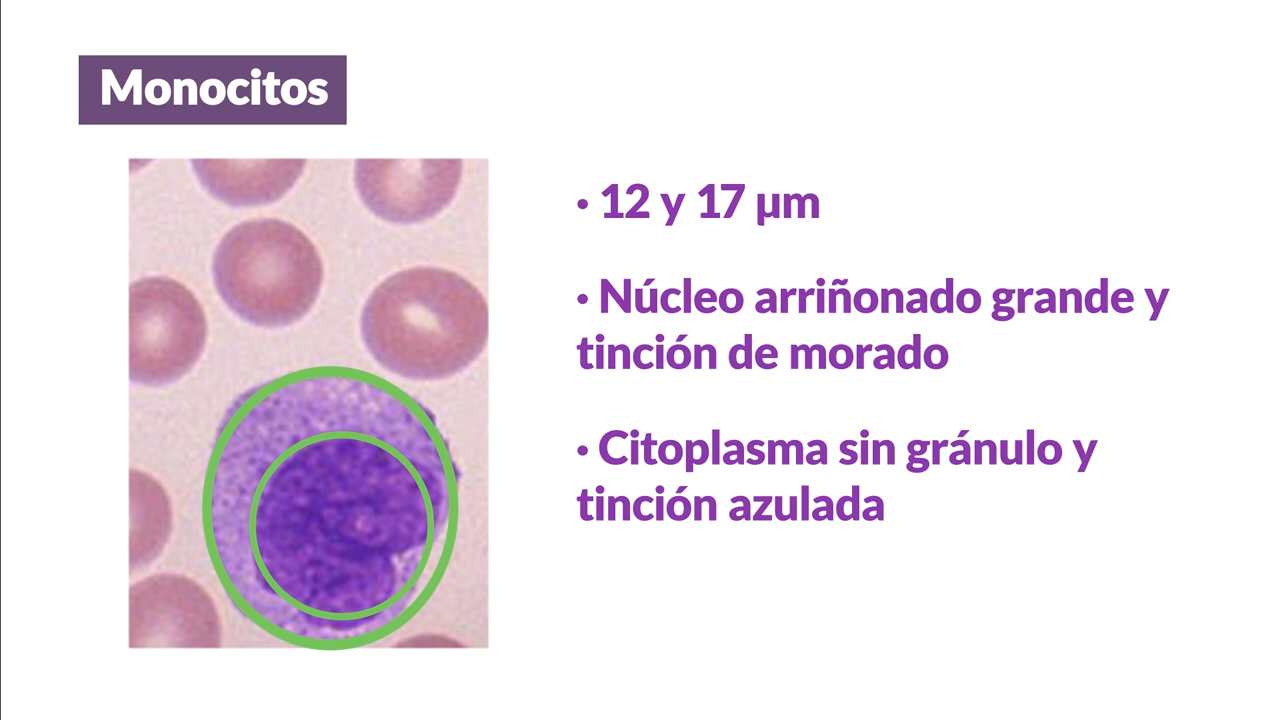 Monocitos
· 12 y 17 µm
· Núcleo arriñonado grande y
tinción de morado
· Citoplasma sin gránulo y
tinción azulada